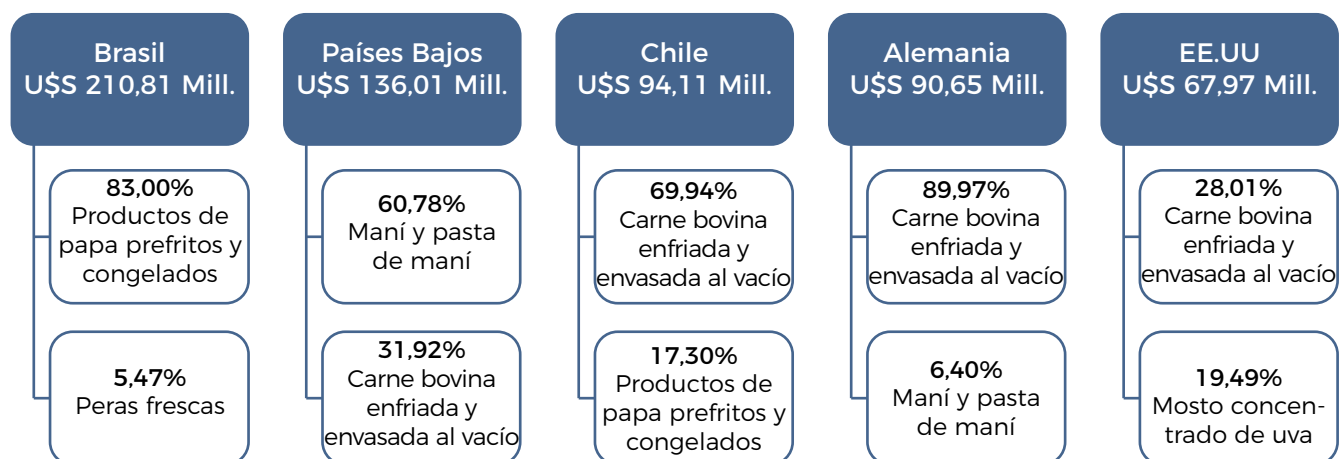 Brasil
U$S 210,81 Mill.
83,00%
Productos de
papa prefritos y
congelados
5,47%
Peras frescas
Países Bajos
U$S 136,01 Mill.
60,78%
Maní y pasta
de maní
31,92%
Carne bovina
enfriada y
envasada al vacío
Chile
U$S 94,11 Mill.
69,94%
Carne bovina
enfriada y
envasada al vacío
17,30%
Productos de
papa prefritos y
congelados
Alemania
U$S 90,65 Mill.
89,97%
Carne bovina
enfriada y
envasada al vacío
6,40%
Maní y pasta
de maní
EE.UU
U$S 67,97 Mill.
28,01%
Carne bovina
enfriada y
envasada al vacío
19,49%
Mosto concen-
trado de uva